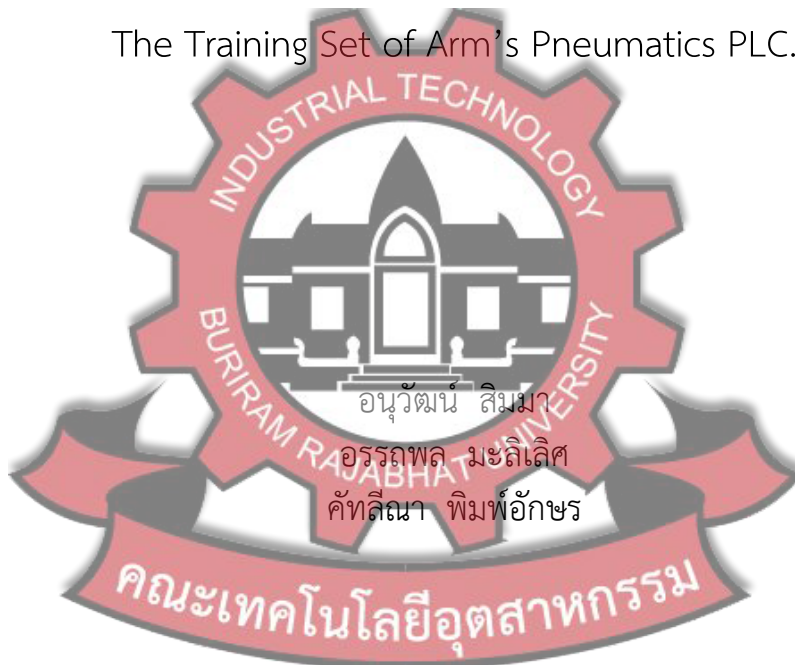 The Training Set of Arm's Pneumatics PLC.
INDUSTRIAL TECHNOLOGY
อนุวัฒน์ สิมมา
อรรถพล มะลิเลิศ
คัทลีณา พิมพ์อักษร
BURIRAM RAJABHAT UNIVERSITY
คณะเทคโนโลยีอุตสาหกรรม